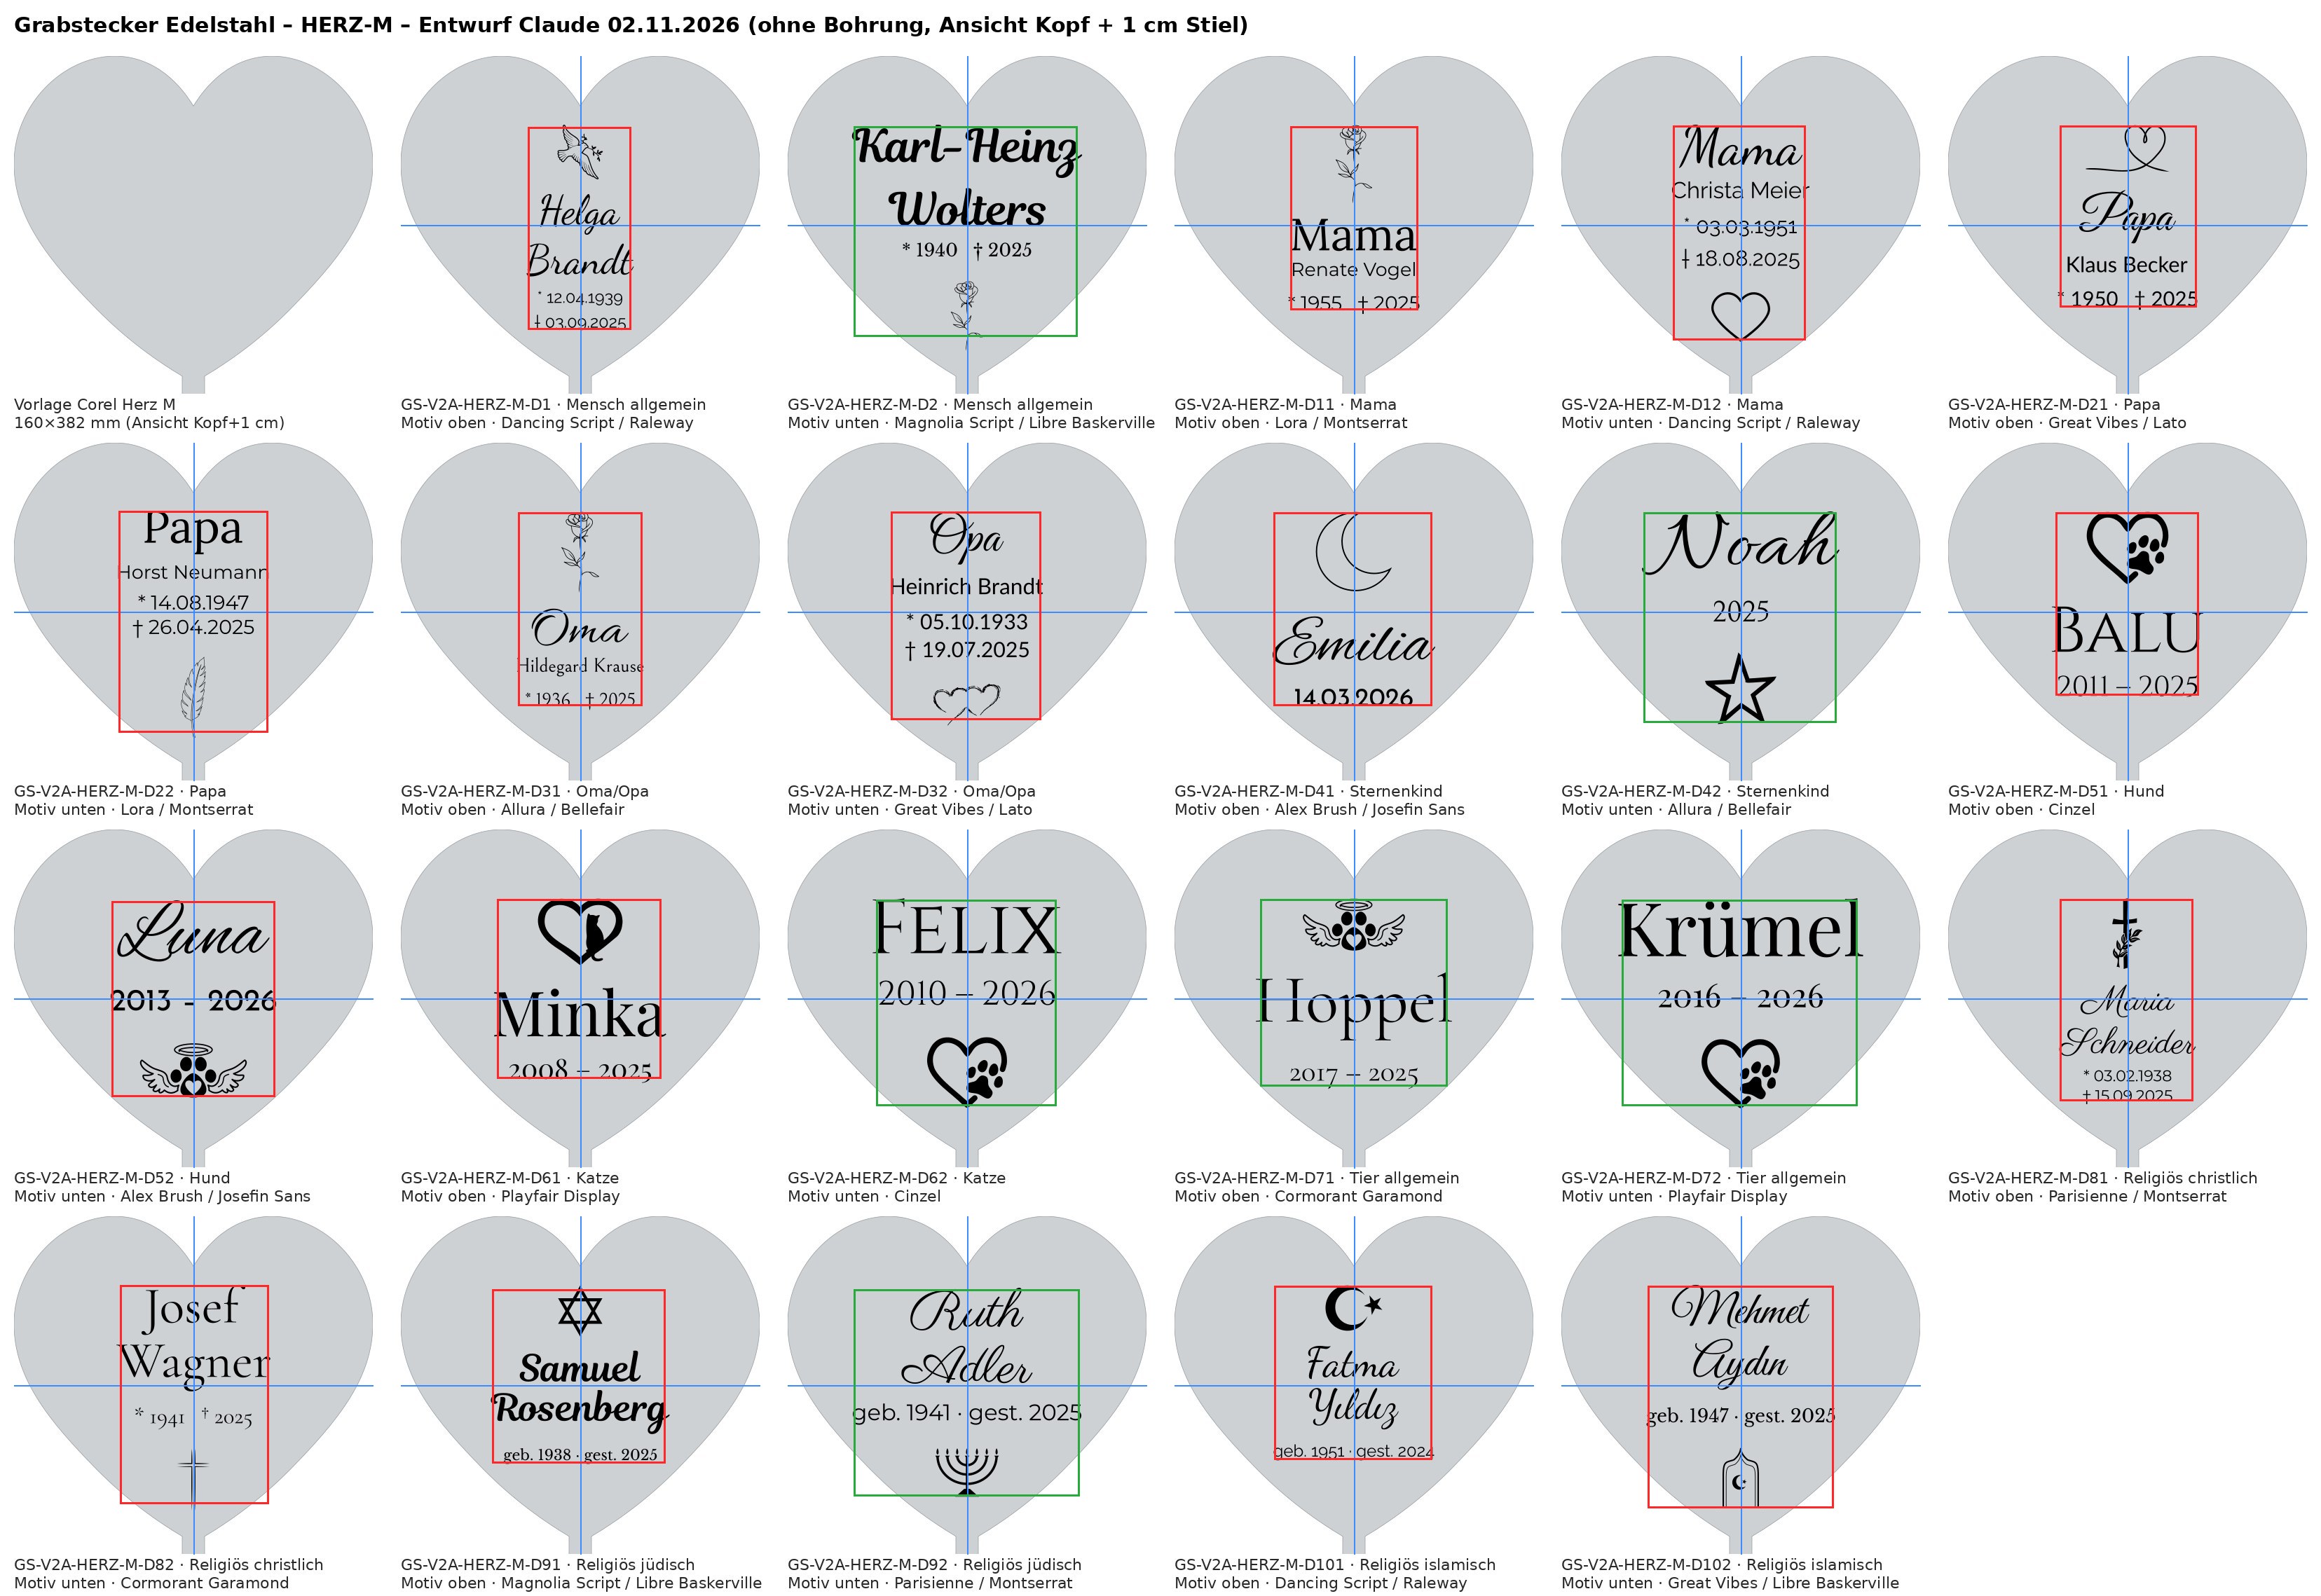 Grabstecker Edelstahl – HERZ-M – Entwurf Claude 02.11.2026 (ohne Bohrung, Ansicht Kopf + 1 cm Stiel)
Vorlage Corel Herz M
160×382 mm (Ansicht Kopf+1 cm)
Helga
Brandt
* 12.04.1939
† 03.09.2025
GS-V2A-HERZ-M-D1 · Mensch allgemein
Motiv oben · Dancing Script / Raleway
Karl-Heinz
Wolters
* 1940 † 2025
GS-V2A-HERZ-M-D2 · Mensch allgemein
Motiv unten · Magnolia Script / Libre Baskerville
Mama
Renate Vogel
* 1955 † 2025
GS-V2A-HERZ-M-D11 · Mama
Motiv oben · Lora / Montserrat
Mama
Christa Meier
* 03.03.1951
† 18.08.2025
GS-V2A-HERZ-M-D12 · Mama
Motiv unten · Dancing Script / Raleway
Papa
Klaus Becker
* 1950 † 2025
GS-V2A-HERZ-M-D21 · Papa
Motiv oben · Great Vibes / Lato
Papa
Horst Neumann
* 14.08.1947
† 26.04.2025
GS-V2A-HERZ-M-D22 · Papa
Motiv unten · Lora / Montserrat
Oma
Hildegard Krause
* 1936 † 2025
GS-V2A-HERZ-M-D31 · Oma/Opa
Motiv oben · Allura / Bellefair
Opa
Heinrich Brandt
* 05.10.1933
† 19.07.2025
GS-V2A-HERZ-M-D32 · Oma/Opa
Motiv unten · Great Vibes / Lato
Emilia
14.03.2026
GS-V2A-HERZ-M-D41 · Sternenkind
Motiv oben · Alex Brush / Josefin Sans
Noah
2025
GS-V2A-HERZ-M-D42 · Sternenkind
Motiv unten · Allura / Bellefair
BALU
2011 – 2025
GS-V2A-HERZ-M-D51 · Hund
Motiv oben · Cinzel
Luna
2013 - 2026
GS-V2A-HERZ-M-D52 · Hund
Motiv unten · Alex Brush / Josefin Sans
Minka
2008 – 2025
GS-V2A-HERZ-M-D61 · Katze
Motiv oben · Playfair Display
FELIX
2010 – 2026
GS-V2A-HERZ-M-D62 · Katze
Motiv unten · Cinzel
Hoppel
2017 – 2025
GS-V2A-HERZ-M-D71 · Tier allgemein
Motiv oben · Cormorant Garamond
Krümel
2016 – 2026
GS-V2A-HERZ-M-D72 · Tier allgemein
Motiv unten · Playfair Display
Maria
Schneider
* 03.02.1938
† 15.09.2025
GS-V2A-HERZ-M-D81 · Religiös christlich
Motiv oben · Parisienne / Montserrat
Josef
Wagner
* 1941 † 2025
GS-V2A-HERZ-M-D82 · Religiös christlich
Motiv unten · Cormorant Garamond
Samuel
Rosenberg
geb. 1938 · gest. 2025
GS-V2A-HERZ-M-D91 · Religiös jüdisch
Motiv oben · Magnolia Script / Libre Baskerville
Ruth
Adler
geb. 1941 · gest. 2025
GS-V2A-HERZ-M-D92 · Religiös jüdisch
Motiv unten · Parisienne / Montserrat
Fatma
Yıldız
geb. 1951 · gest. 2024
GS-V2A-HERZ-M-D101 · Religiös islamisch
Motiv oben · Dancing Script / Raleway
Mehmet
Aydın
geb. 1947 · gest. 2025
GS-V2A-HERZ-M-D102 · Religiös islamisch
Motiv unten · Great Vibes / Libre Baskerville